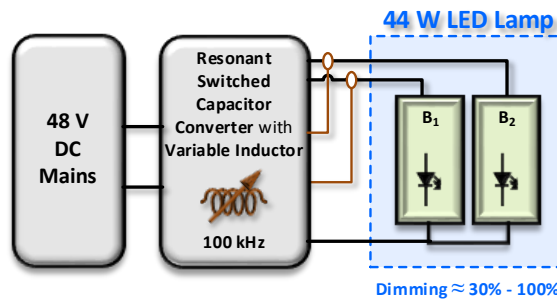 44 W LED Lamp
48 V
DC
Mains
Resonant
Switched
Capacitor
Converter with
Variable Inductor
100 kHz
B1
B2
Dimming ≈ 30% - 100%